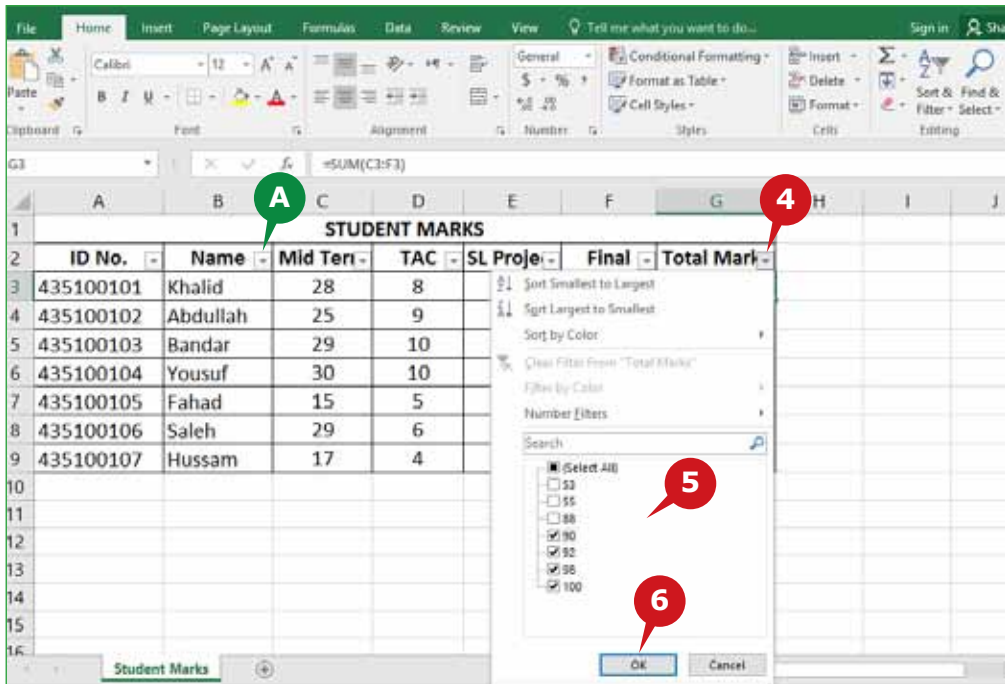 File Home Insert Page Layout Formulas Data Review View Tell me what you want to do... Sign in Sha
Calibri 12 A A General Conditional Formatting Insert Σ
Paste B I U A $ % , Format as Table Delete Sort & Find &
Cell Styles Format Filter Select
Clipboard Font Alignment Number Styles Cells Editing
G3 fx =SUM(C3:F3)
A B A C D E F G 4 H I J
1 STUDENT MARKS
2 ID No. Name Mid Tern TAC SL Proje Final Total Mark
3 435100101 Khalid 28 8
4 435100102 Abdullah 25 9
5 435100103 Bandar 29 10
6 435100104 Yousuf 30 10
7 435100105 Fahad 15 5
8 435100106 Saleh 29 6
9 435100107 Hussam 17 4
10
11
12
13
14
15
16
Sort Smallest to Largest
Sort Largest to Smallest
Sort by Color
Clear Filter From "Total Marks"
Filter by Color
Number Filters
Search
(Select All)
53
55
88
90
92
98
100
5
6
OK Cancel
Student Marks